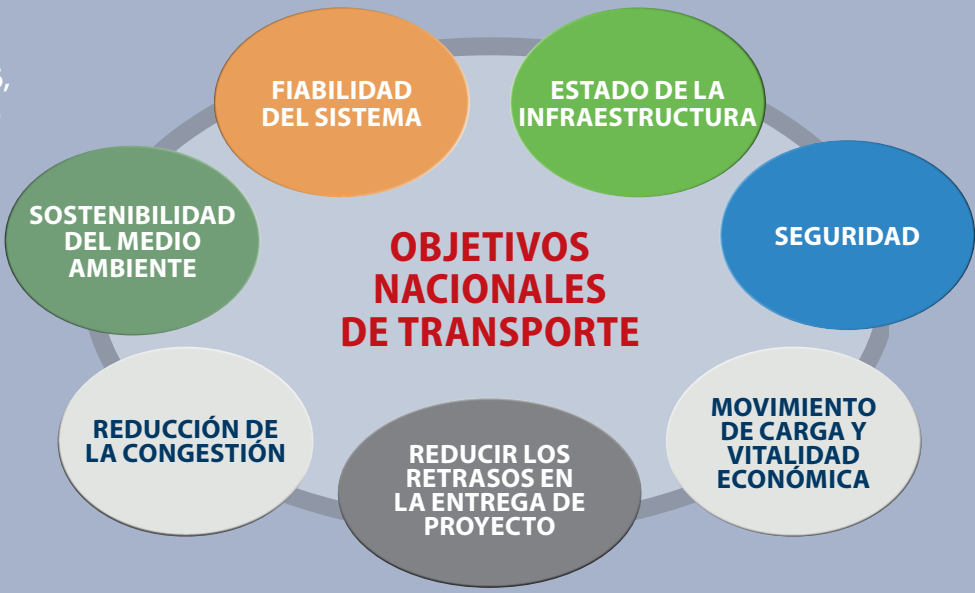 FIABILIDAD
DEL SISTEMA
ESTADO DE LA
INFRAESTRUCTURA
SOSTENIBILIDAD
DEL MEDIO
AMBIENTE
OBJETIVOS
NACIONALES
DE TRANSPORTE
SEGURIDAD
REDUCCIÓN DE
LA CONGESTIÓN
REDUCIR LOS
RETRASOS EN
LA ENTREGA DE
PROYECTO
MOVIMIENTO
DE CARGA Y
VITALIDAD
ECONÓMICA